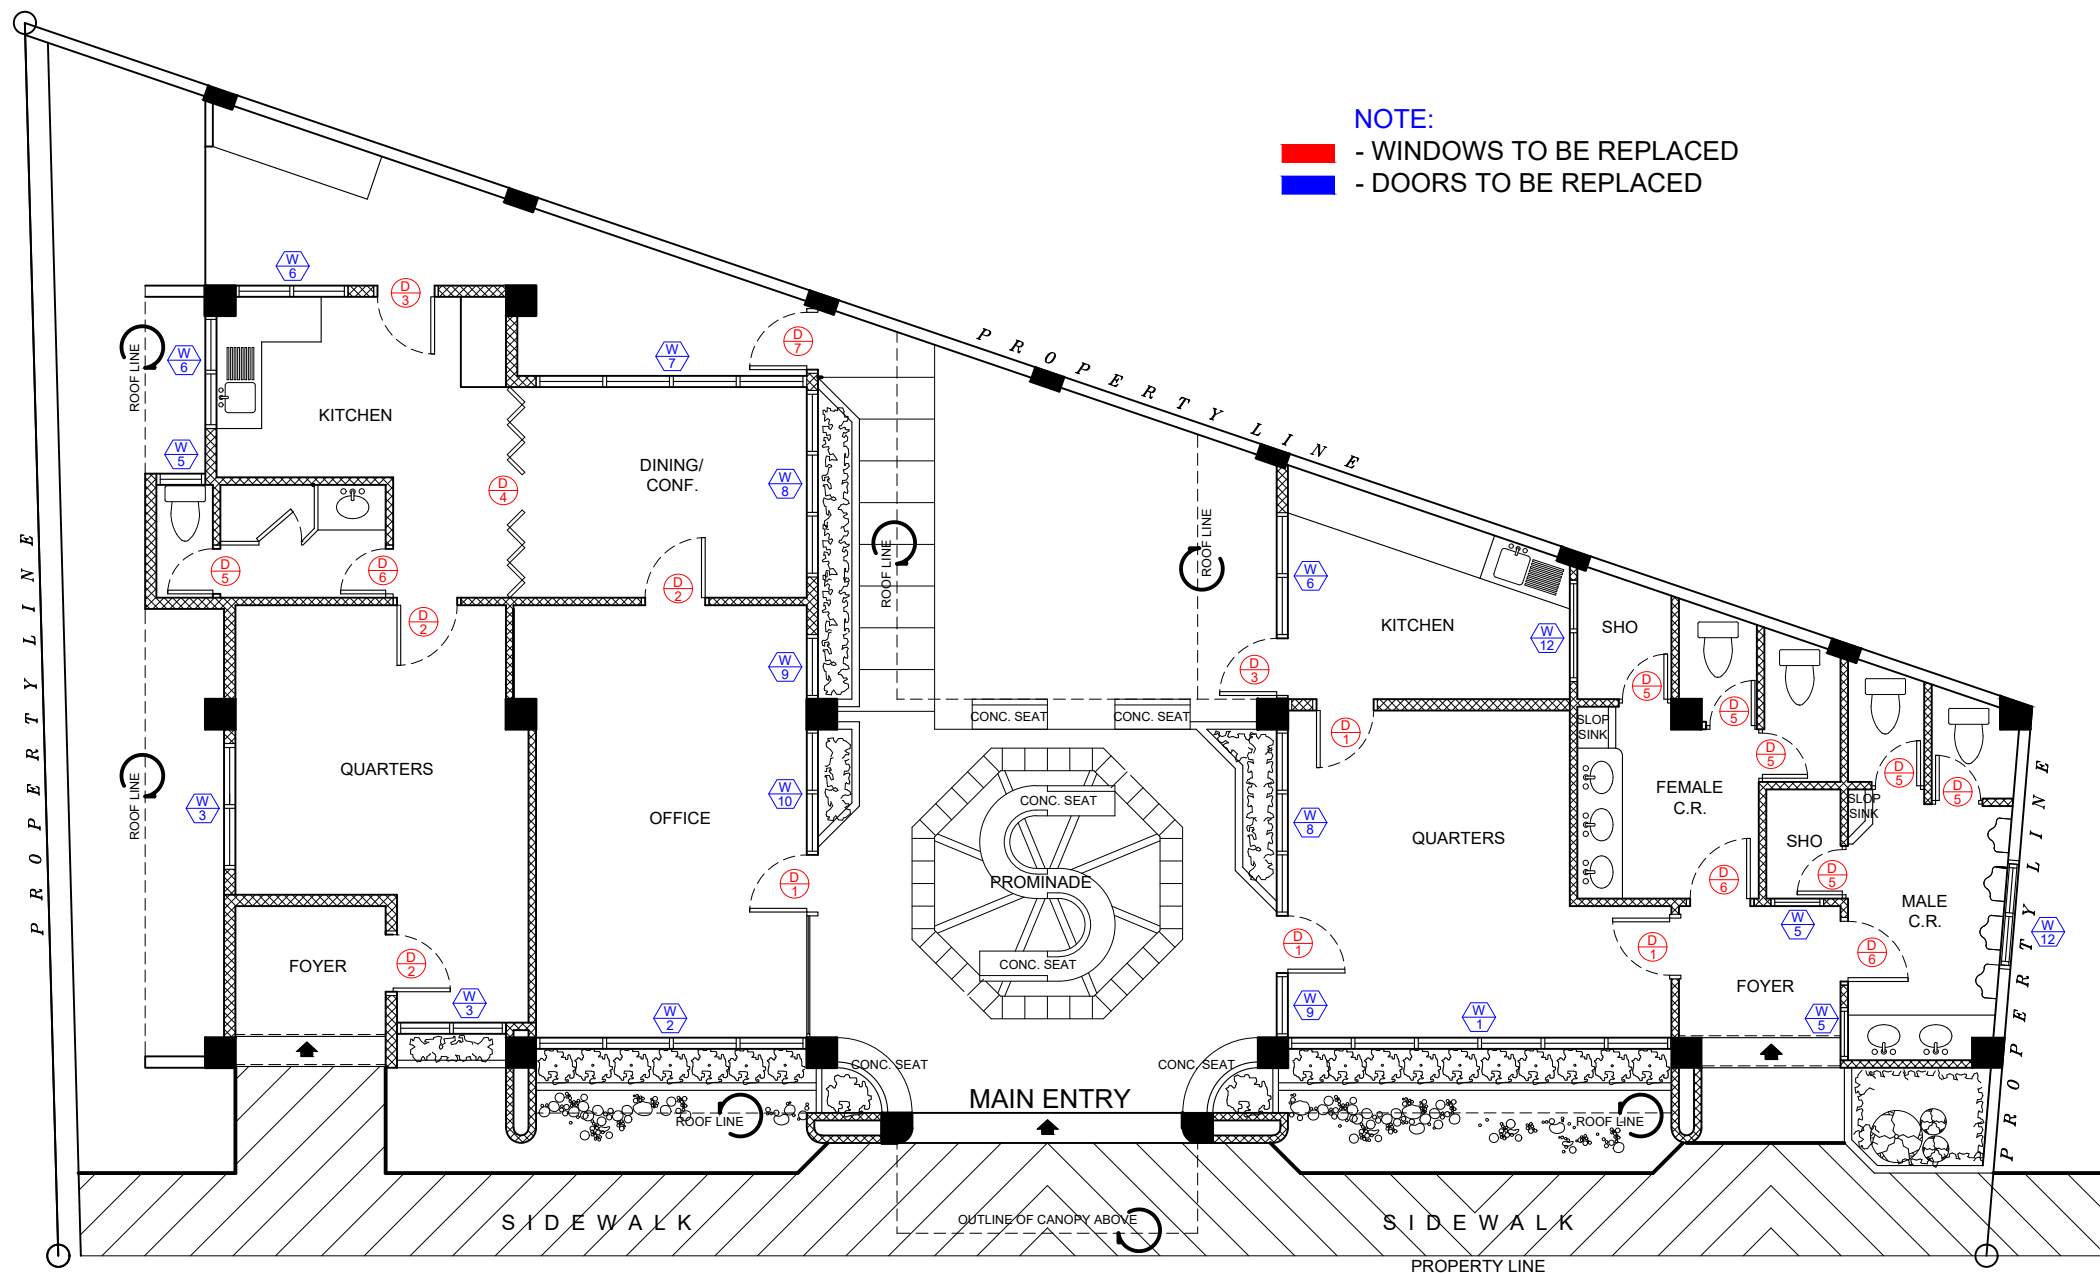 NOTE:
- WINDOWS TO BE REPLACED
- DOORS TO BE REPLACED
W
6
D
3
D
7
W
7
W
6
ROOF LINE
PROPERTY LINE
KITCHEN
W
5
D
4
DINING/
CONF.
W
8
D
5
D
6
D
2
D
2
ROOF LINE
ROOF LINE
W
6
KITCHEN
W
12
SHO
W
9
D
3
D
5
CONC. SEAT
CONC. SEAT
D
1
SLOP
SINK
D
5
D
5
PROPERTY LINE
QUARTERS
ROOF LINE
W
3
OFFICE
W
10
CONC. SEAT
W
8
QUARTERS
FEMALE
C.R.
D
5
D
5
SLOP
SINK
SHO
PROMINADE
D
1
D
6
D
5
MALE
C.R.
PROPERTY LINE
W
12
FOYER
D
2
W
3
CONC. SEAT
D
1
D
1
W
5
D
6
FOYER
W
2
W
9
W
1
W
5
CONC. SEAT
CONC. SEAT
MAIN ENTRY
ROOF LINE
ROOF LINE
PROPERTY LINE
SIDEWALK
OUTLINE OF CANOPY ABOVE
SIDEWALK
PROPERTY LINE